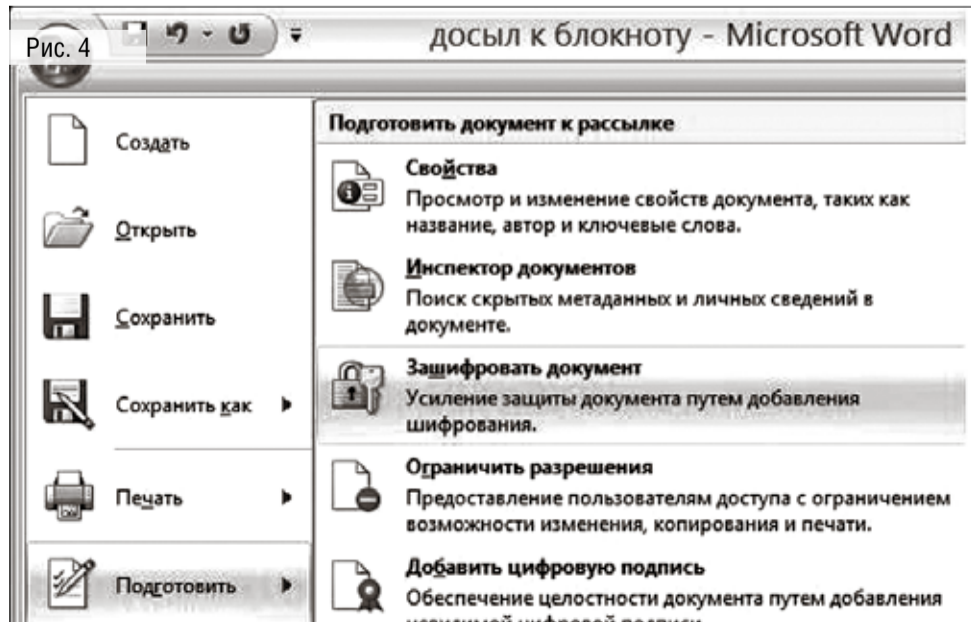 Рис. 4
досыл к блокноту - Microsoft Word
Создать
Открыть
Сохранить
Сохранить как
Печать
Подготовить
Подготовить документ к рассылке
Свойства
Просмотр и изменение свойств документа, таких как
название, автор и ключевые слова.
Инспектор документов
Поиск скрытых метаданных и личных сведений в
документе.
Зашифровать документ
Усиление защиты документа путем добавления
шифрования.
Ограничить разрешения
Предоставление пользователям доступа с ограничением
возможности изменения, копирования и печати.
Добавить цифровую подпись
Обеспечение целостности документа путем добавления